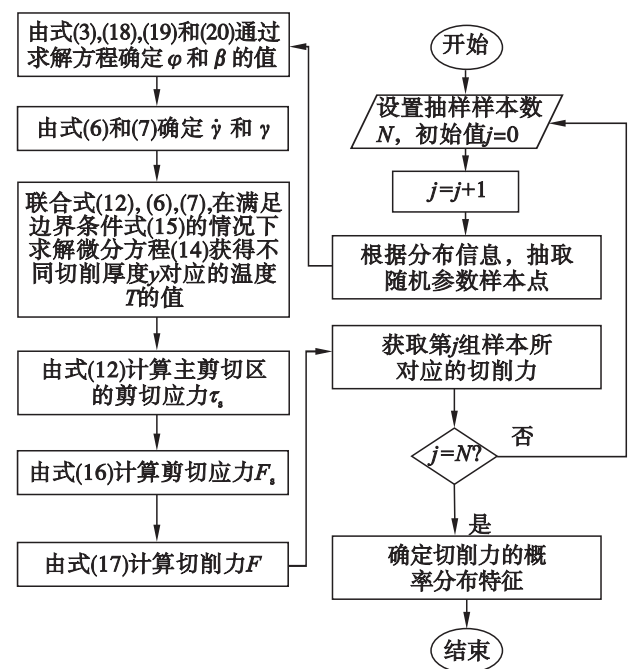 开始
设置抽样样本数
N，初始值j=0
j=j+1
根据分布信息，抽取
随机参数样本点
由式(3),(18),(19)和(20)通过
求解方程确定 φ 和 β 的值
由式(6)和(7)确定 γ̇ 和 γ
联合式(12), (6),(7),在满足
边界条件式(15)的情况下
求解微分方程(14)获得不
同切削厚度y对应的温度
T的值
由式(12)计算主剪切区
的剪切应力τs
由式(16)计算剪切应力Fs
由式(17)计算切削力F
获取第j组样本所
对应的切削力
j=N?
否
是
确定切削力的概
率分布特征
结束